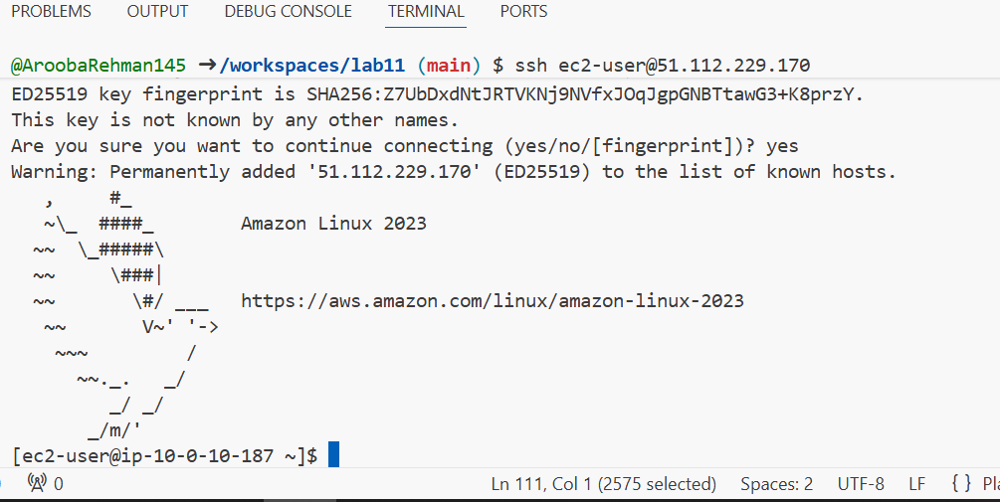 PROBLEMS OUTPUT DEBUG CONSOLE TERMINAL PORTS
@AroobaRehman145 ➜/workspaces/lab11 (main) $ ssh ec2-user@51.112.229.170
ED25519 key fingerprint is SHA256:Z7UbDxdNtJRTVKNj9NVfxJOqJgpGNBTtawG3+K8przY.
This key is not known by any other names.
Are you sure you want to continue connecting (yes/no/[fingerprint])? yes
Warning: Permanently added '51.112.229.170' (ED25519) to the list of known hosts.
   ,     #_
   ~\_  ####_        Amazon Linux 2023
  ~~  \_#####\
  ~~     \###|
  ~~       \#/ ___   https://aws.amazon.com/linux/amazon-linux-2023
   ~~       V~' '->
    ~~~         /
      ~~._.   _/
         _/ _/
       _/m/'
[ec2-user@ip-10-0-10-187 ~]$
0 Ln 111, Col 1 (2575 selected) Spaces: 2 UTF-8 LF { }